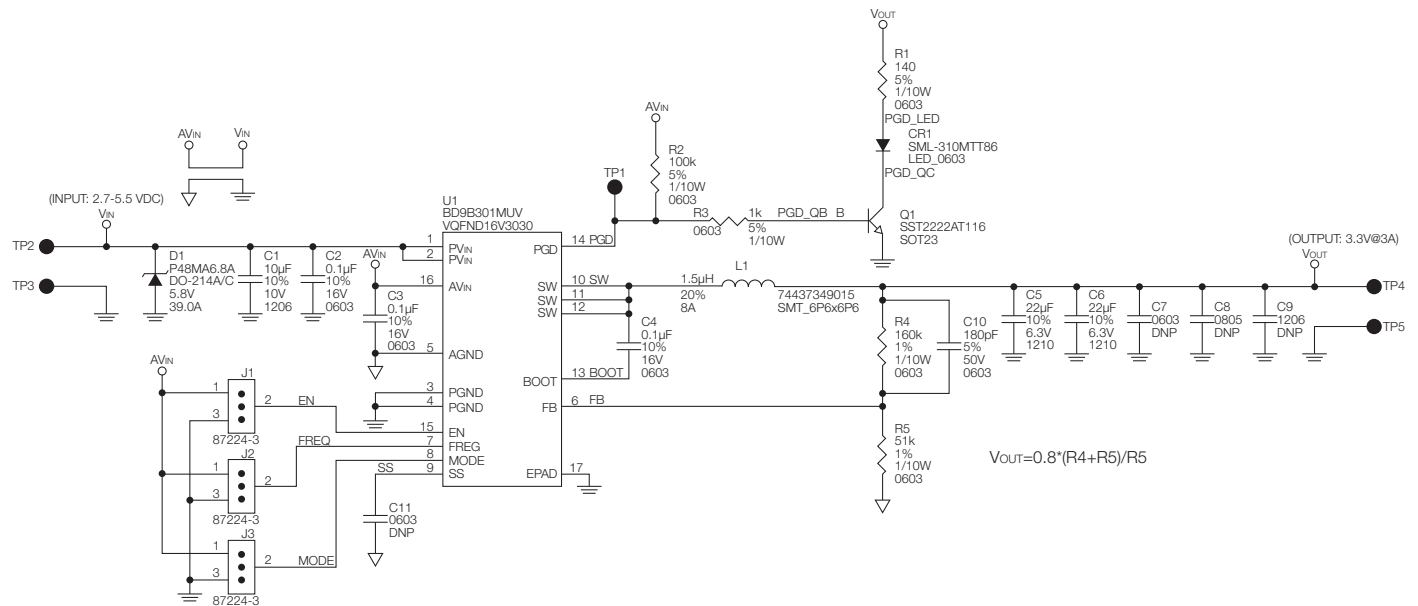 VOUT
R1
140
5%
1/10W
0603
PGD_LED
CR1
SML-310MTT86
LED_0603
PGD_QC
AVIN
VIN
AVIN
R2
100k
5%
1/10W
0603
TP1
R3
0603
1k
5%
1/10W
PGD_QB B
Q1
SST2222AT116
SOT23
(INPUT: 2.7-5.5 VDC)
VIN
TP2
TP3
D1
P48MA6.8A
DO-214A/C
5.8V
39.0A
C1
10µF
10%
10V
1206
C2
0.1µF
10%
16V
0603
AVIN
C3
0.1µF
10%
16V
0603
U1
BD9B301MUV
VQFND16V3030
1 PVIN
2 PVIN
16 AVIN
5 AGND
3 PGND
4 PGND
15 EN
7 FREG
8 MODE
9 SS
PGD 14 PGD
SW 10 SW
SW 11
SW 12
BOOT 13 BOOT
FB 6 FB
EPAD 17
C4
0.1µF
10%
16V
0603
1.5µH
20%
8A
L1
74437349015
SMT_6P6x6P6
R4
160k
1%
1/10W
0603
C10
180pF
5%
50V
0603
R5
51k
1%
1/10W
0603
C5
22µF
10%
6.3V
1210
C6
22µF
10%
6.3V
1210
C7
0603
DNP
C8
0805
DNP
C9
1206
DNP
(OUTPUT: 3.3V@3A)
VOUT
TP4
TP5
VOUT=0.8*(R4+R5)/R5
AVIN
J1
1
2
3
87224-3
EN
J2
1
2
3
87224-3
FREQ
J3
1
2
3
87224-3
MODE
SS
C11
0603
DNP